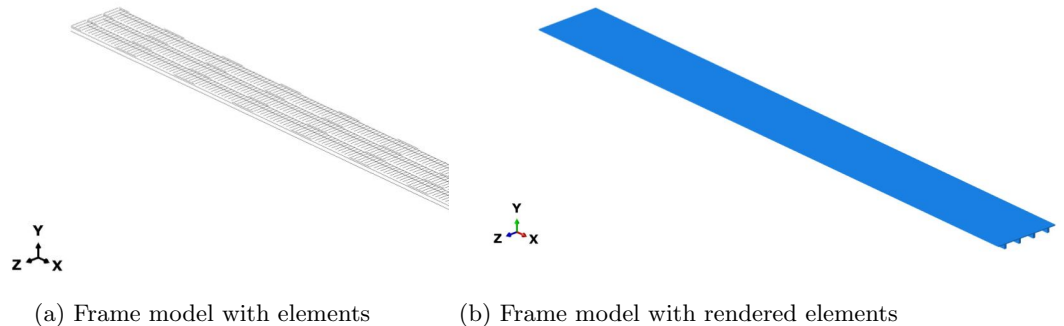 Y
Z X
Y
Z X
(a) Frame model with elements
(b) Frame model with rendered elements